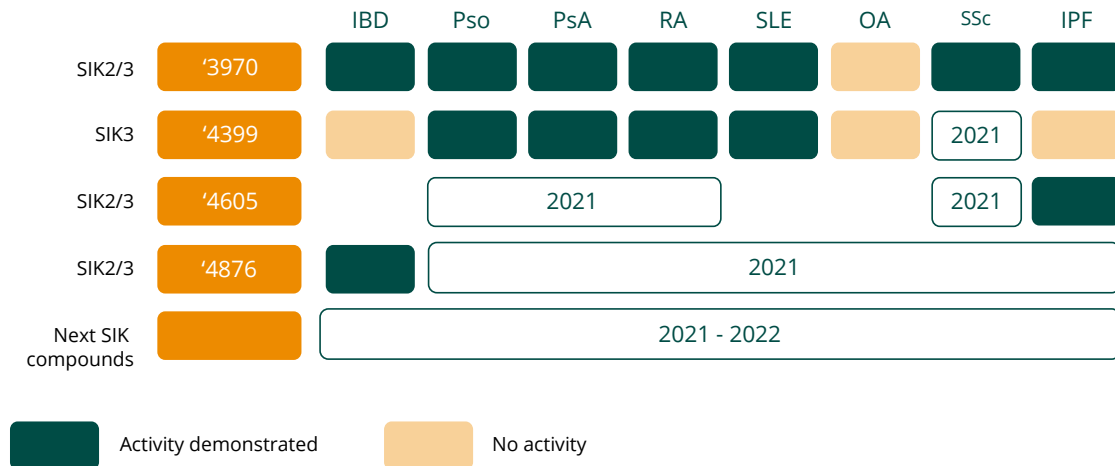 IBD Pso PsA RA SLE OA SSc IPF
SIK2/3 ‘3970
SIK3 ‘4399 2021
SIK2/3 ‘4605 2021 2021
SIK2/3 ‘4876 2021
Next SIK
compounds
2021 - 2022
Activity demonstrated No activity